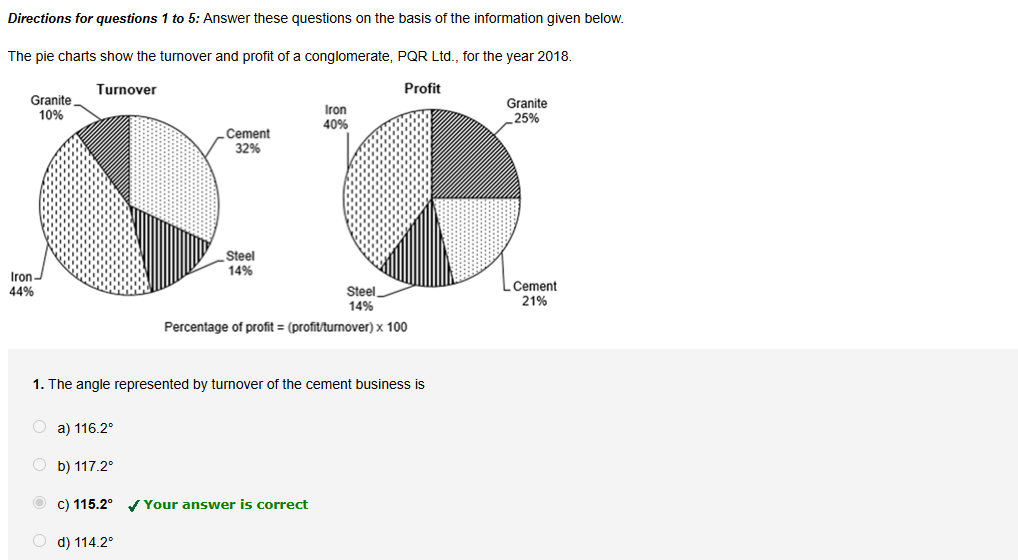 Directions for questions 1 to 5: Answer these questions on the basis of the information given below.
The pie charts show the turnover and profit of a conglomerate, PQR Ltd., for the year 2018.
Turnover
Granite
10%
Cement
32%
Steel
14%
Iron
44%
Profit
Iron
40%
Granite
25%
Cement
21%
Steel
14%
Percentage of profit = (profit/turnover) x 100
1. The angle represented by turnover of the cement business is
a) 116.2°
b) 117.2°
c) 115.2° ✓ Your answer is correct
d) 114.2°